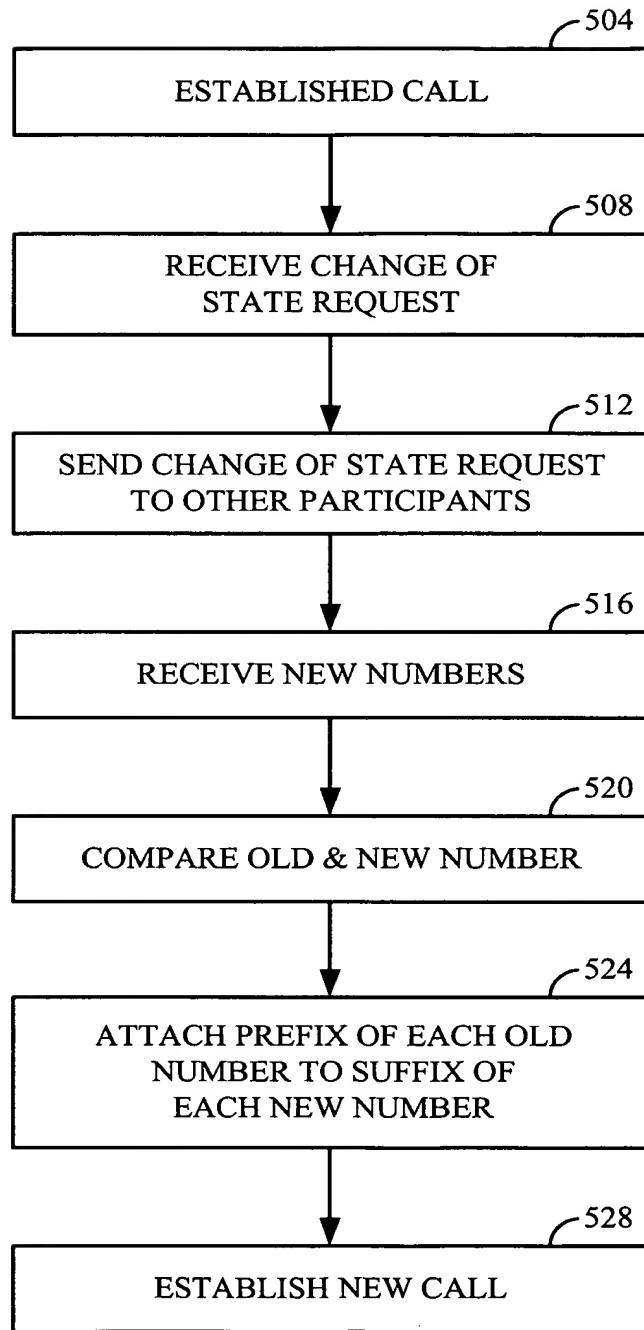 504
ESTABLISHED CALL
508
RECEIVE CHANGE OF
STATE REQUEST
512
SEND CHANGE OF STATE REQUEST
TO OTHER PARTICIPANTS
516
RECEIVE NEW NUMBERS
520
COMPARE OLD & NEW NUMBER
524
ATTACH PREFIX OF EACH OLD
NUMBER TO SUFFIX OF
EACH NEW NUMBER
528
ESTABLISH NEW CALL